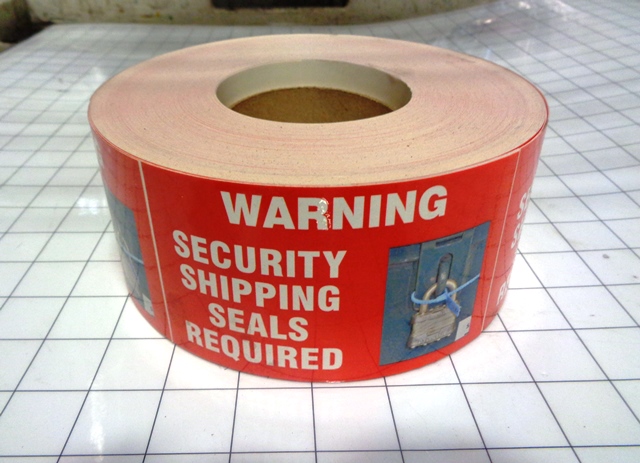 WARNING
SECURITY
SHIPPING
SEALS
REQUIRED